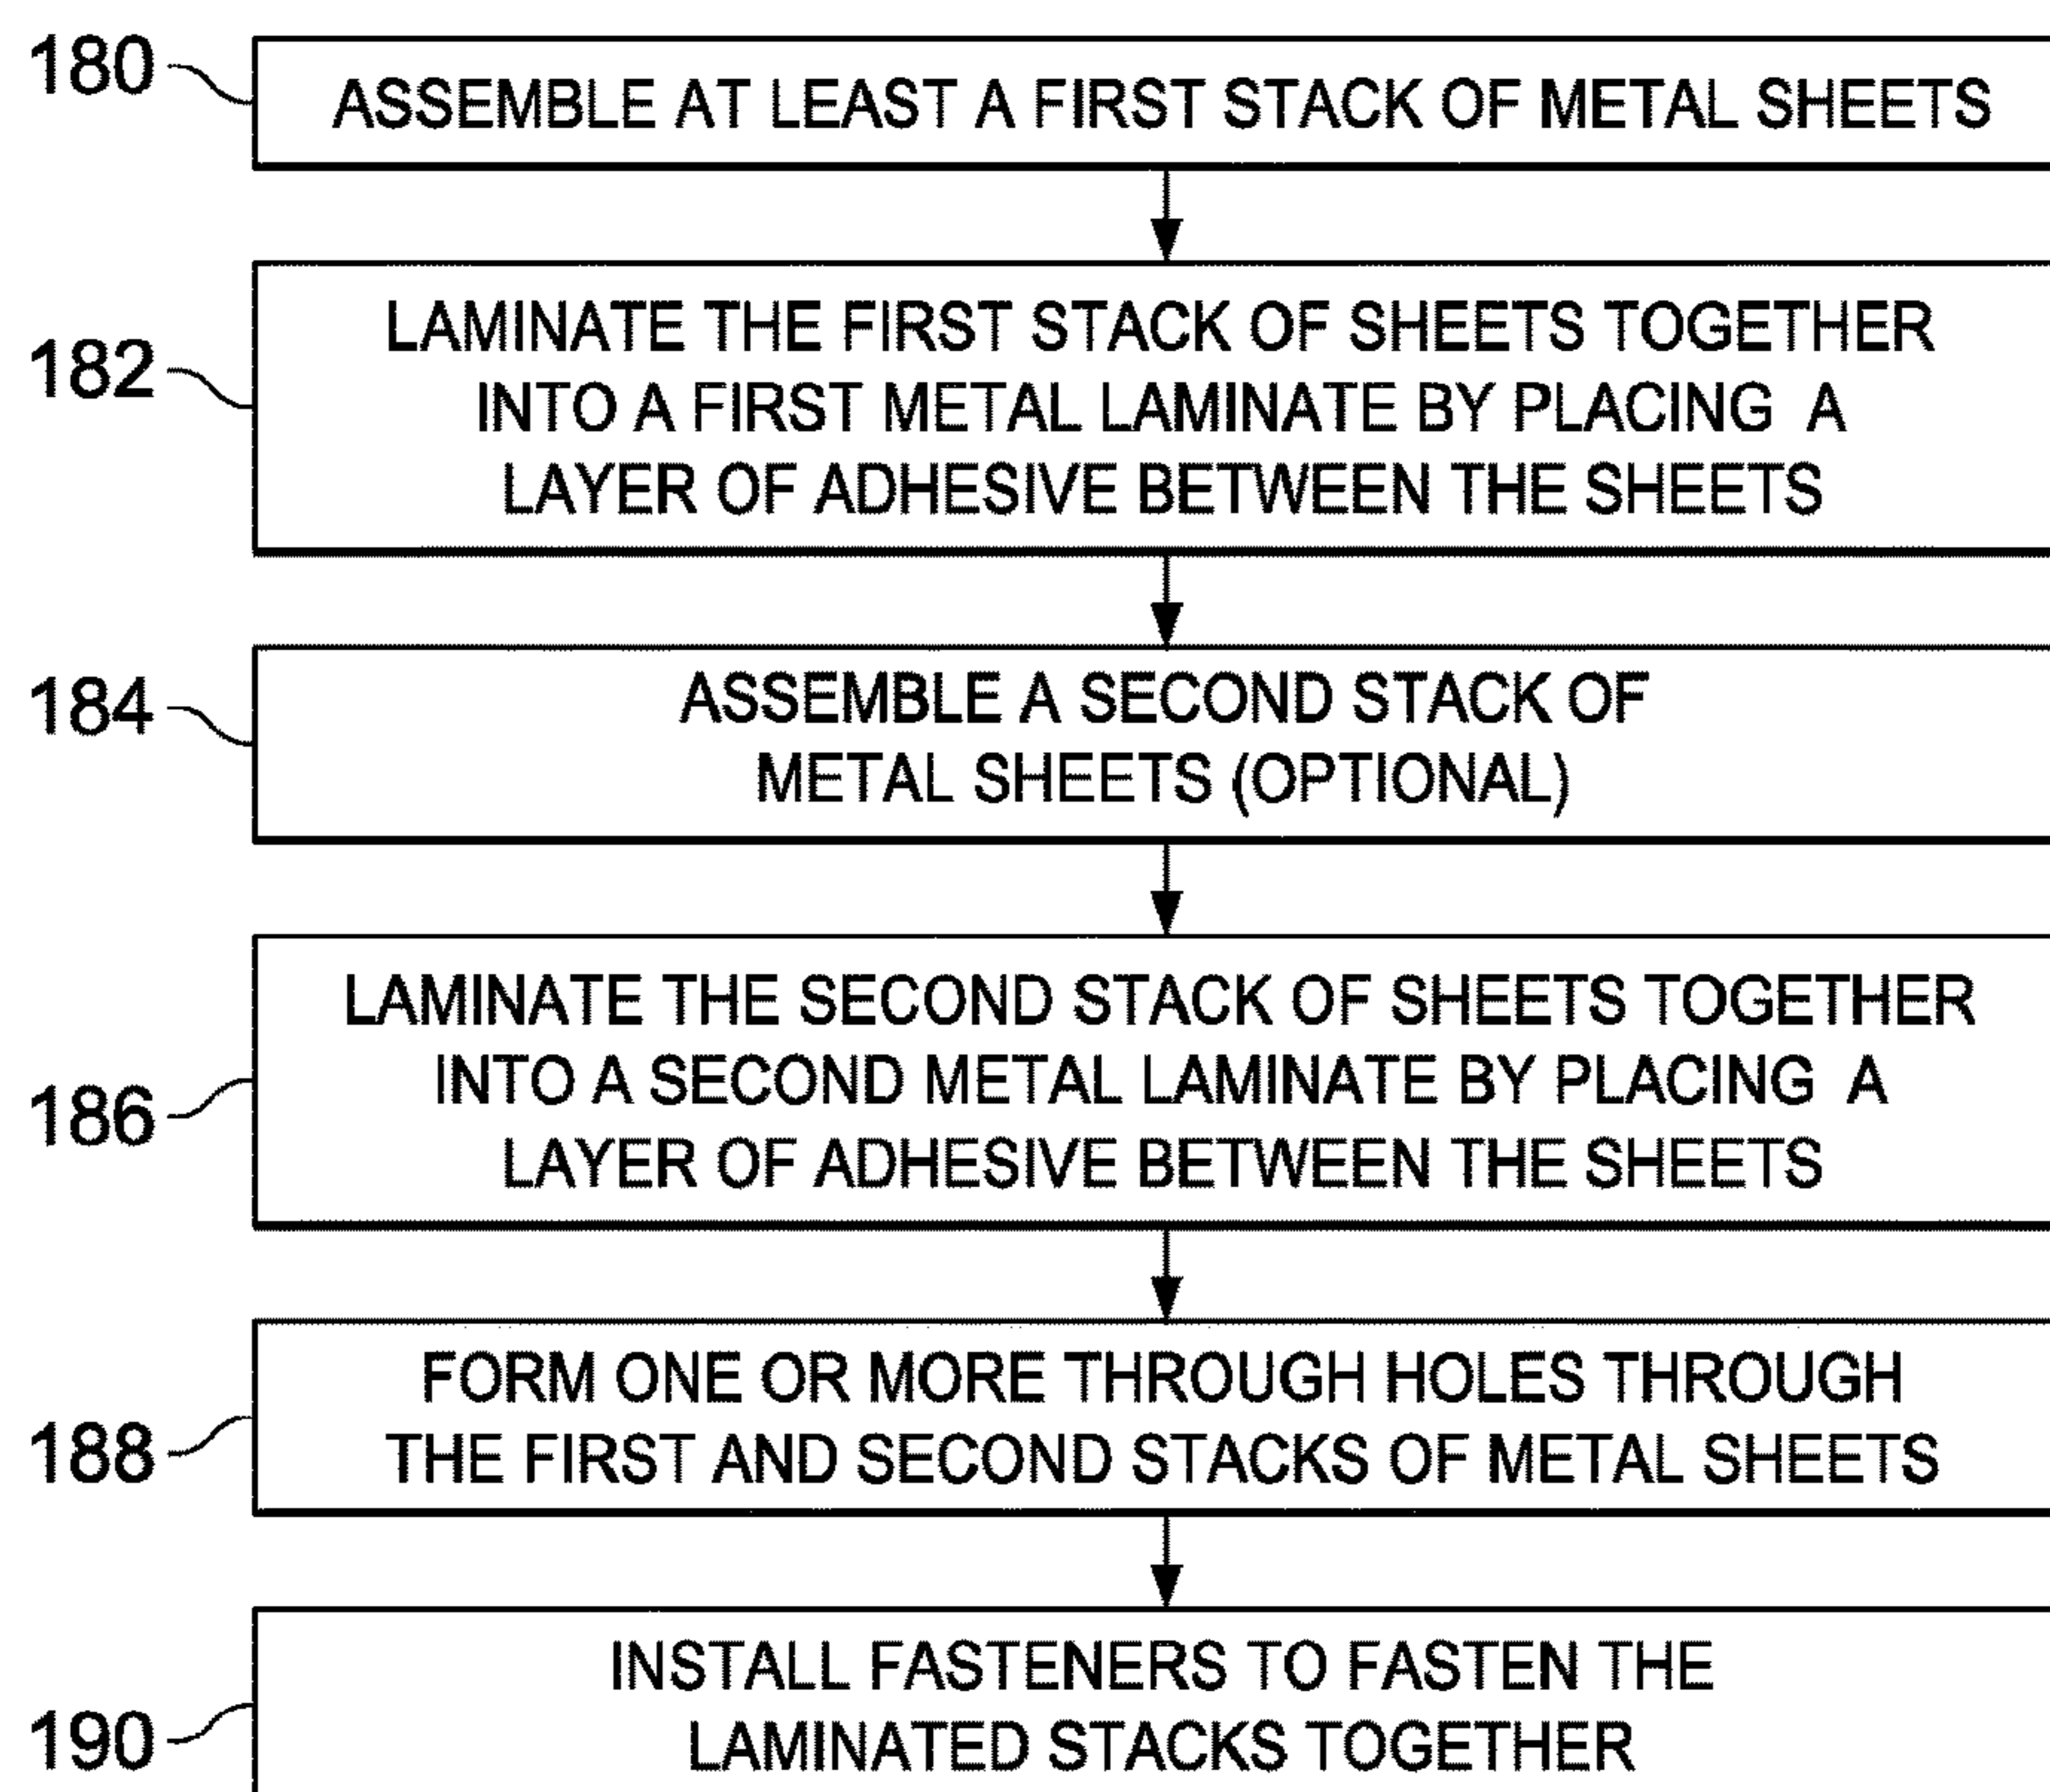 180
ASSEMBLE AT LEAST A FIRST STACK OF METAL SHEETS
182
LAMINATE THE FIRST STACK OF SHEETS TOGETHER
INTO A FIRST METAL LAMINATE BY PLACING A
LAYER OF ADHESIVE BETWEEN THE SHEETS
184
ASSEMBLE A SECOND STACK OF
METAL SHEETS (OPTIONAL)
186
LAMINATE THE SECOND STACK OF SHEETS TOGETHER
INTO A SECOND METAL LAMINATE BY PLACING A
LAYER OF ADHESIVE BETWEEN THE SHEETS
188
FORM ONE OR MORE THROUGH HOLES THROUGH
THE FIRST AND SECOND STACKS OF METAL SHEETS
190
INSTALL FASTENERS TO FASTEN THE
LAMINATED STACKS TOGETHER